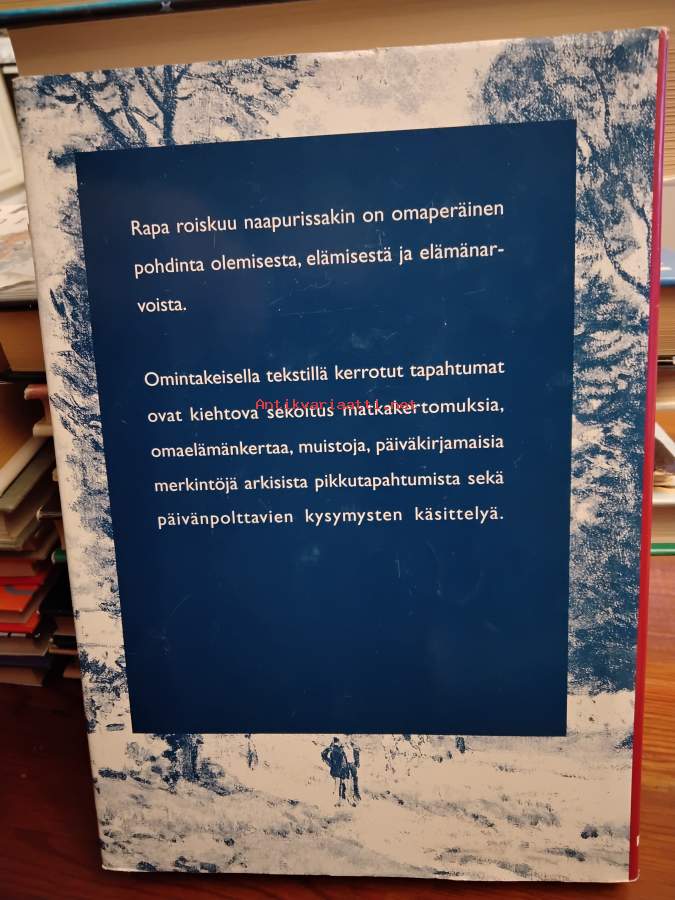 Rapa roiskuu naapurissakin on omaperäinen
pohdinta olemisesta, elämisestä ja elämänar-
voista.
Omintakeisella tekstillä kerrotut tapahtumat
ovat kiehtova sekoitus matkakertomuksia,
Antikvariaatti.net
omaelämänkertaa, muistoja, päiväkirjamaisia
merkintöjä arkisista pikkutapahtumista sekä
päivänpolttavien kysymysten käsittelyä.